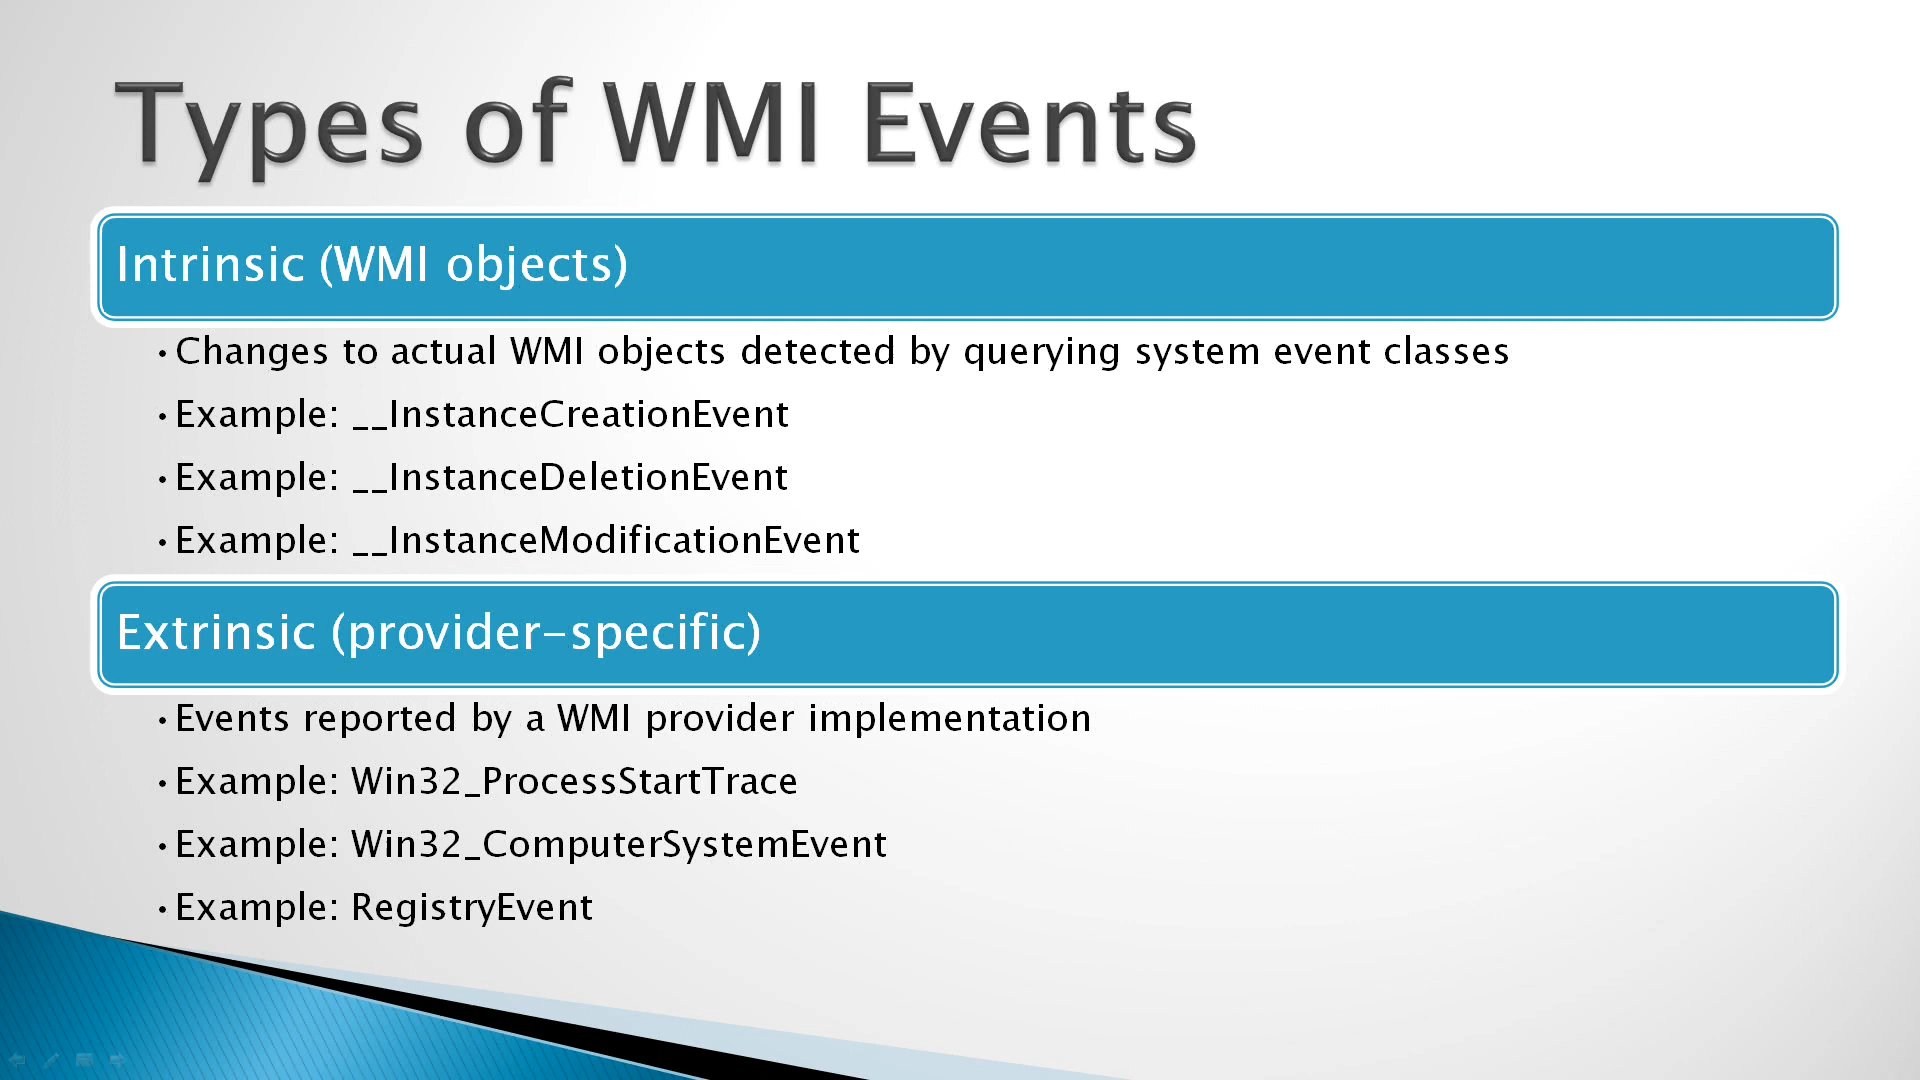 Types of WMI Events
Intrinsic (WMI objects)
•Changes to actual WMI objects detected by querying system event classes
•Example: __InstanceCreationEvent
•Example: __InstanceDeletionEvent
•Example: __InstanceModificationEvent
Extrinsic (provider-specific)
•Events reported by a WMI provider implementation
•Example: Win32_ProcessStartTrace
•Example: Win32_ComputerSystemEvent
•Example: RegistryEvent